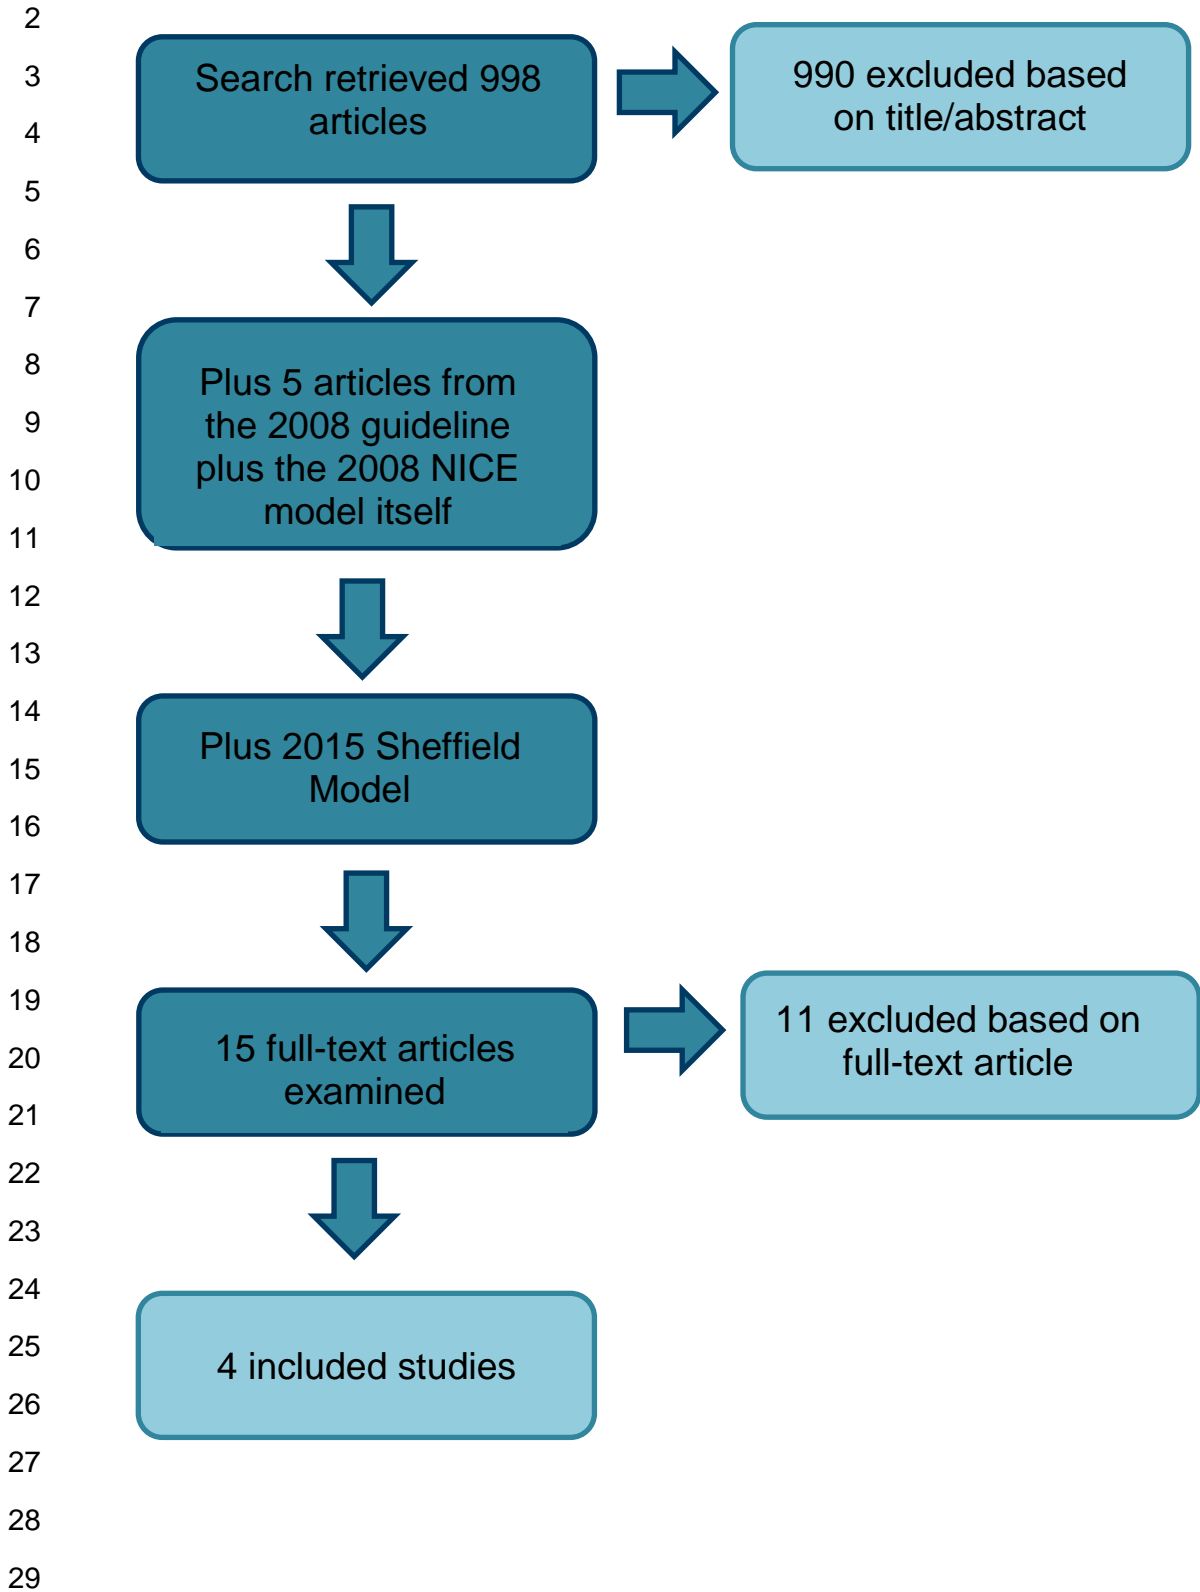 2
Search retrieved 998
articles
990 excluded based
on title/abstract
3
4
5
6
7
8
Plus 5 articles from
the 2008 guideline
plus the 2008 NICE
model itself
9
10
11
12
13
14
Plus 2015 Sheffield
Model
15
16
17
18
19
15 full-text articles
examined
11 excluded based on
full-text article
20
21
22
23
24
25
4 included studies
26
27
28
29